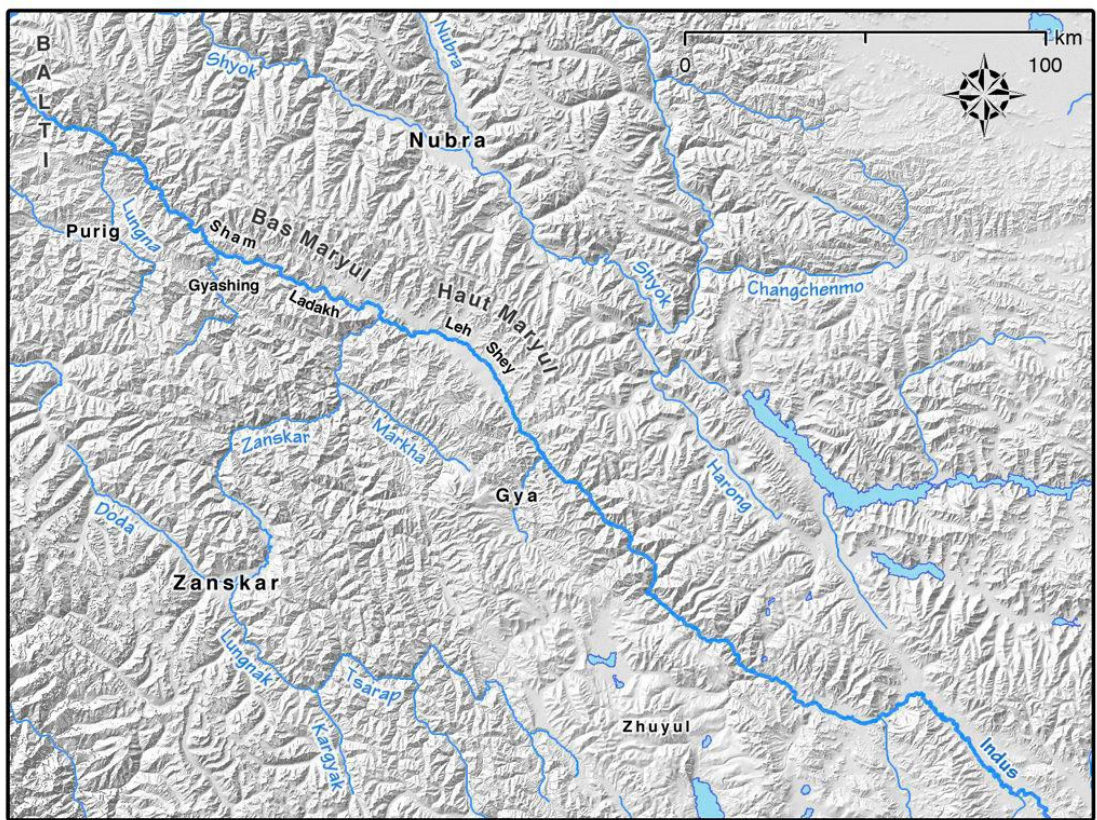 BALTI
Shyok
Nubra
km
0
100
Nubra
Lungna
Purig
Sham
Bas Maryul
Gyashing
Ladakh
Haut Maryul
Leh
Shey
Shyok
Changchenmo
Zanskar
Markha
Harong
Gya
Doda
Zanskar
Lungnak
Tsarap
Kargyak
Zhuyul
Indus